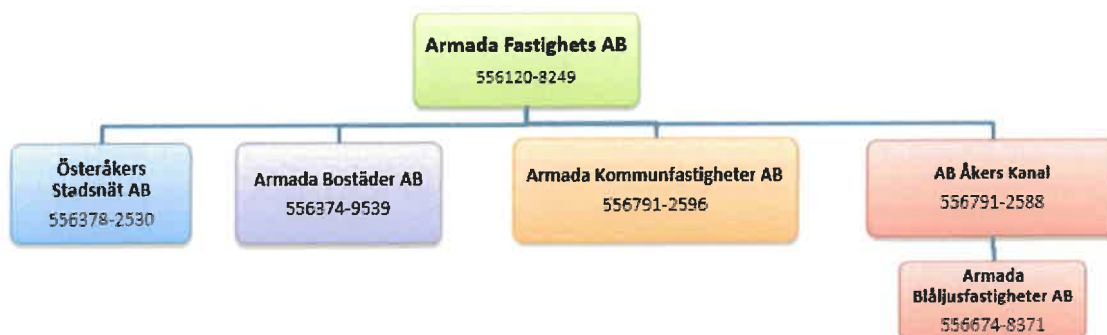 Armada Fastighets AB
556120-8249
Österåkers
Stadsnät AB
556378-2530
Armada Bostäder AB
556374-9539
Armada Kommunfastigheter AB
556791-2596
AB Åkers Kanal
556791-2588
Armada
Blåljusfastigheter AB
556674-8371